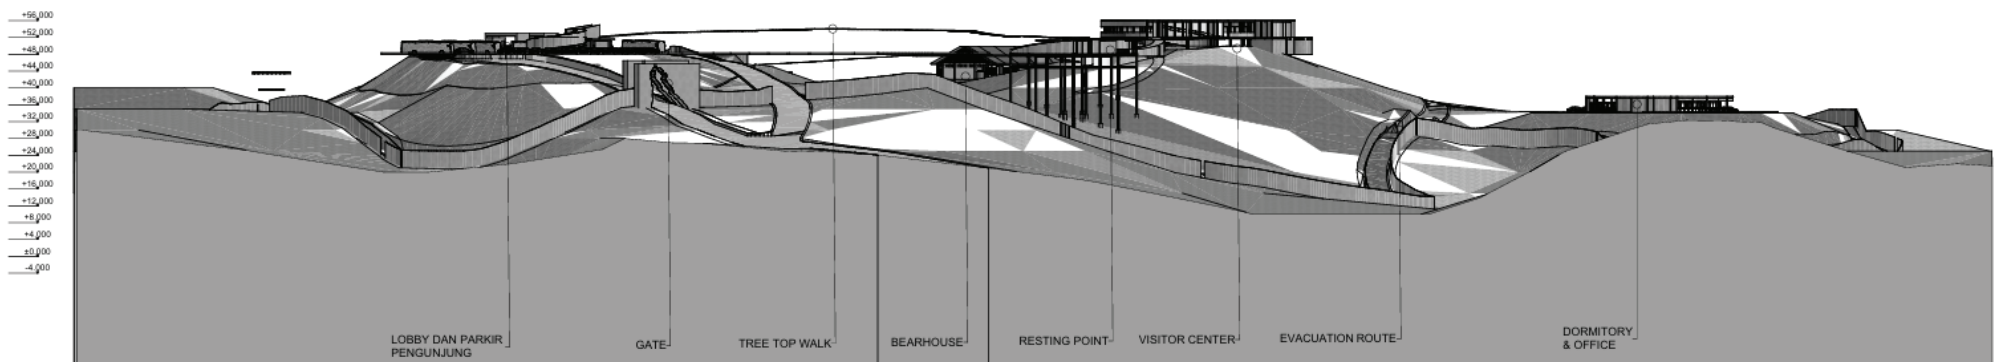 +56,000
+52,000
+48,000
+44,000
+40,000
+36,000
+32,000
+28,000
+24,000
+20,000
+16,000
+12,000
+8,000
+4,000
±0,000
-4,000
LOBBY DAN PARKIR
PENGUNJUNG
GATE
TREE TOP WALK
BEARHOUSE
RESTING POINT
VISITOR CENTER
EVACUATION ROUTE
DORMITORY
& OFFICE